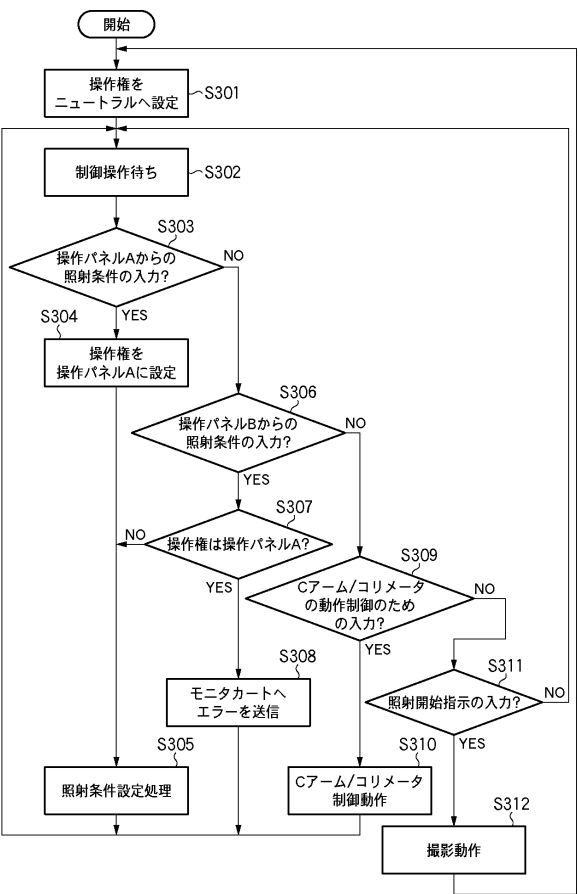 開始
操作権を
ニュートラルへ設定
S301
制御操作待ち
S302
S303
操作パネルAからの
照射条件の入力?
NO
YES
S304
操作権を
操作パネルAに設定
S306
操作パネルBからの
照射条件の入力?
NO
YES
S307
操作権は操作パネルA?
NO
YES
S309
Cアーム/コリメータ
の動作制御のため
の入力?
NO
YES
S308
モニタカートへ
エラーを送信
S311
照射開始指示の入力?
NO
YES
S305
照射条件設定処理
S310
Cアーム/コリメータ
制御動作
S312
撮影動作